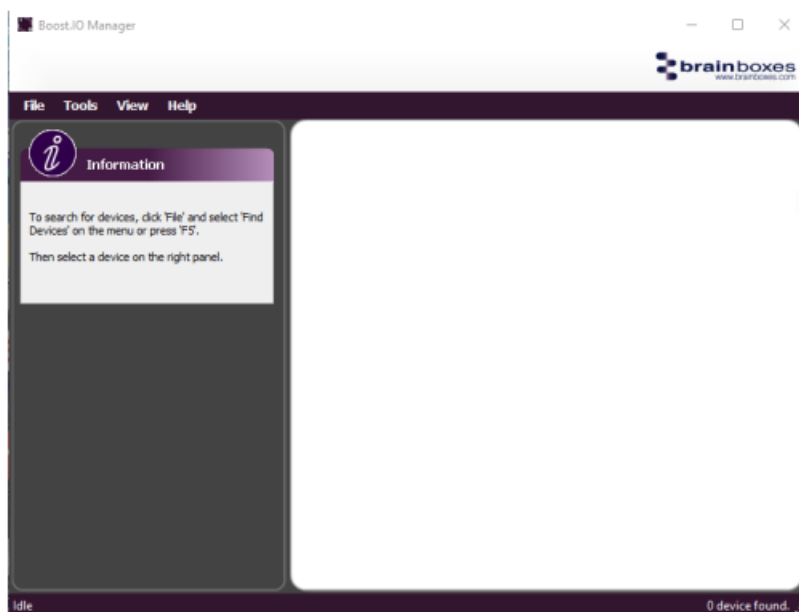 Boost.IO Manager
brainboxes
www.brainboxes.com
File Tools View Help
Information
To search for devices, click 'File' and select 'Find
Devices' on the menu or press 'F5'.
Then select a device on the right panel.
Idle
0 device found.